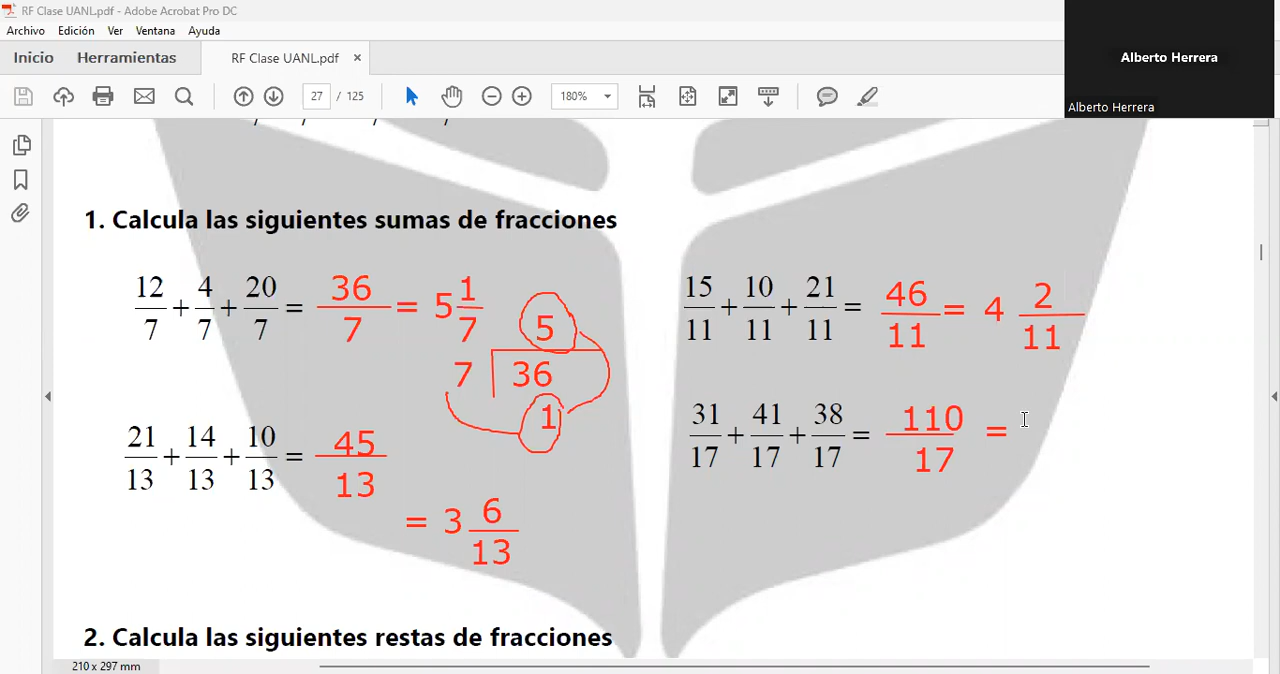 RF Clase UANL.pdf - Adobe Acrobat Pro DC
Archivo Edición Ver Ventana Ayuda
Inicio Herramientas RF Clase UANL.pdf ×
27 / 125 180%
Alberto Herrera
Alberto Herrera
1. Calcula las siguientes sumas de fracciones
12/7 + 4/7 + 20/7 = 36/7 = 5 1/7
5
7 36
1
15/11 + 10/11 + 21/11 = 46/11 = 4 2/11
21/13 + 14/13 + 10/13 = 45/13
= 3 6/13
31/17 + 41/17 + 38/17 = 110/17 =
2. Calcula las siguientes restas de fracciones
210 x 297 mm